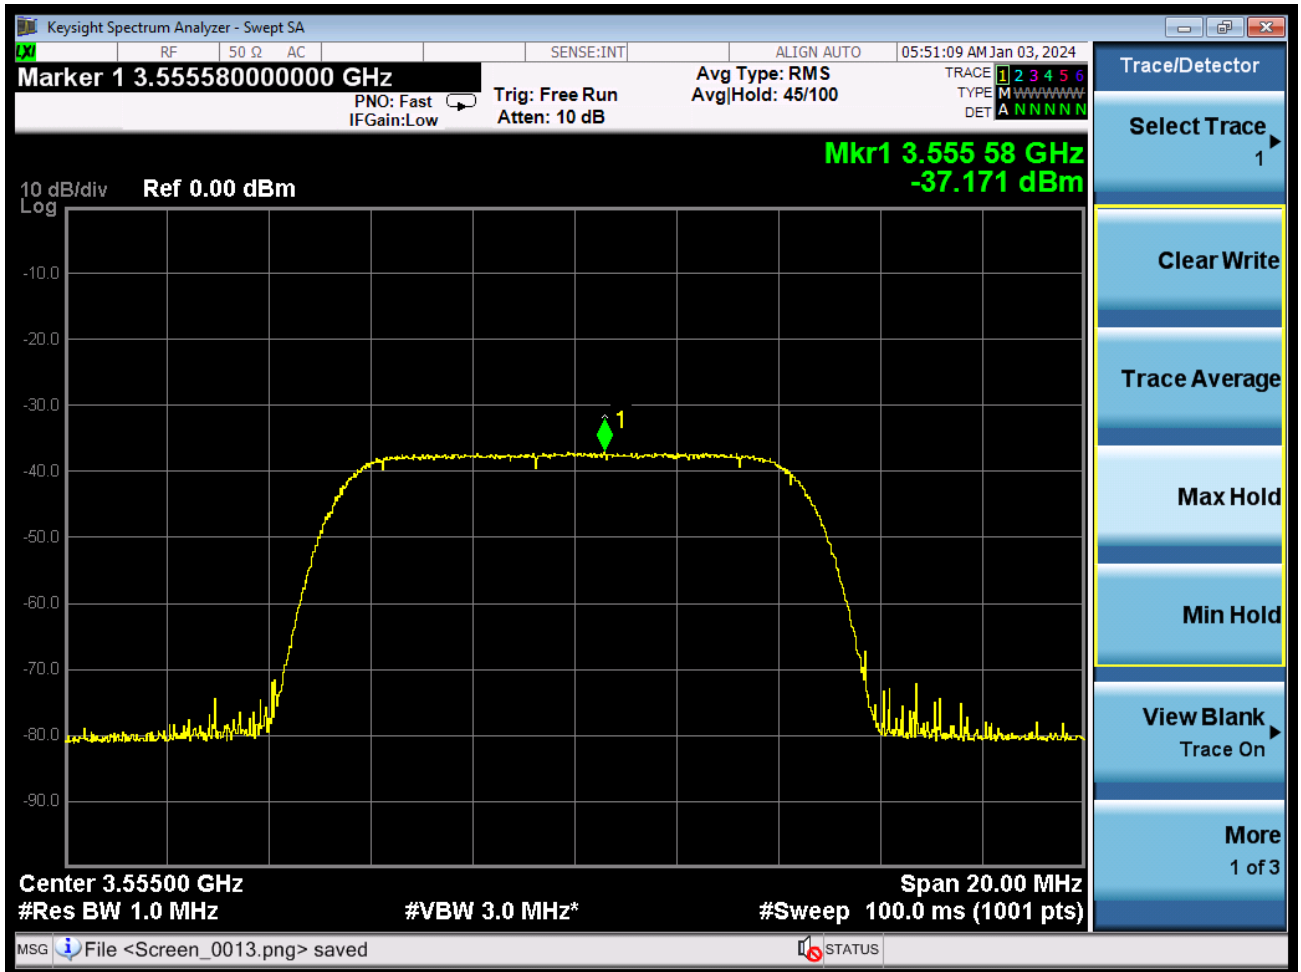 Keysight Spectrum Analyzer - Swept SA
LXI RF 50 Ω AC SENSE:INT ALIGN AUTO 05:51:09 AM Jan 03, 2024
Marker 1 3.555580000000 GHz
PNO: Fast
IFGain:Low
Trig: Free Run
Atten: 10 dB
Avg Type: RMS
Avg|Hold: 45/100
TRACE 1 2 3 4 5 6
TYPE M W W W W W
DET A N N N N N
Mkr1 3.555 58 GHz
-37.171 dBm
10 dB/div Ref 0.00 dBm
Log
-10.0
-20.0
-30.0
1
-40.0
-50.0
-60.0
-70.0
-80.0
-90.0
Center 3.55500 GHz Span 20.00 MHz
#Res BW 1.0 MHz #VBW 3.0 MHz* #Sweep 100.0 ms (1001 pts)
MSG File <Screen_0013.png> saved STATUS
Trace/Detector
Select Trace
1
Clear Write
Trace Average
Max Hold
Min Hold
View Blank
Trace On
More
1 of 3